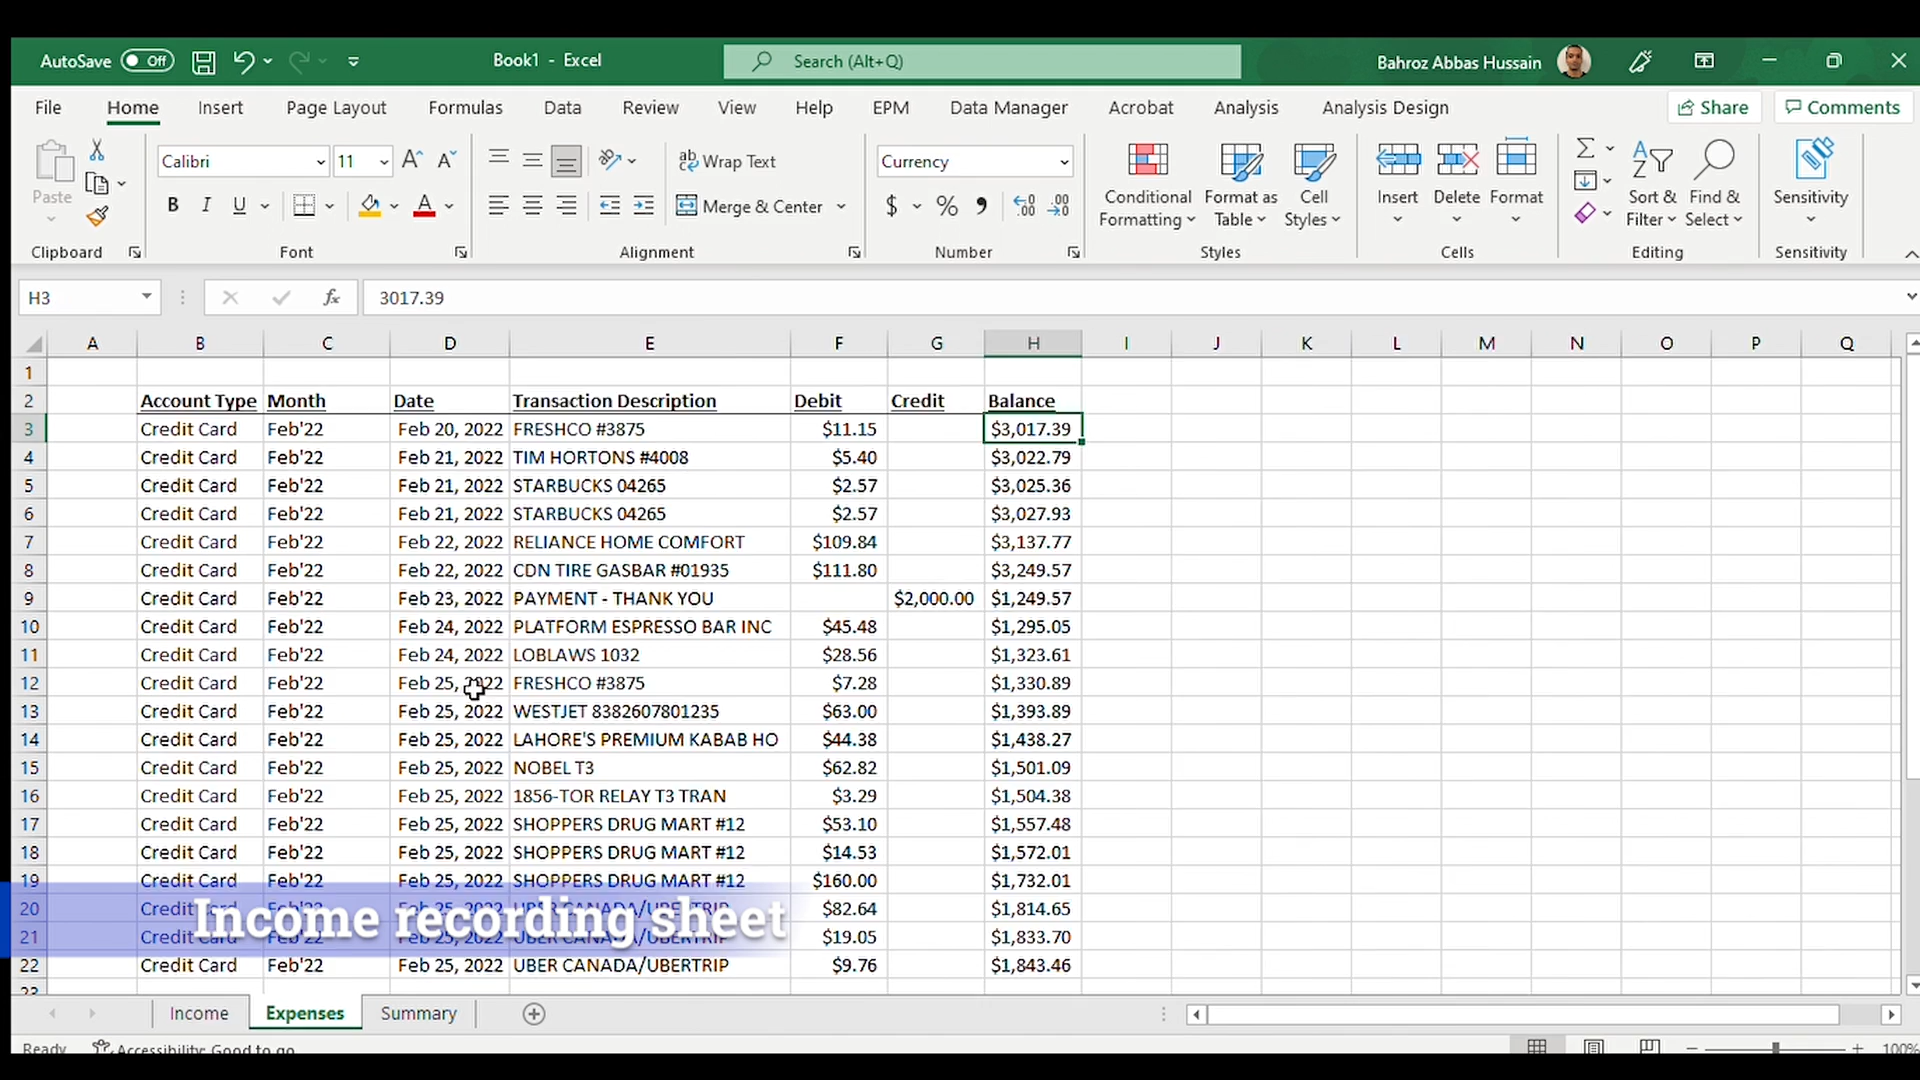 AutoSave Off Book1 - Excel Search (Alt+Q) Bahroz Abbas Hussain
File Home Insert Page Layout Formulas Data Review View Help EPM Data Manager Acrobat Analysis Analysis Design Share Comments
Paste Calibri 11 Wrap Text Currency Conditional Formatting Format as Table Cell Styles Insert Delete Format Sort & Filter Find & Select Sensitivity
B I U Merge & Center $ % 9
Clipboard Font Alignment Number Styles Cells Editing Sensitivity
H3 fx 3017.39
A B C D E F G H I J K L M N O P Q
1
2 Account Type Month Date Transaction Description Debit Credit Balance
3 Credit Card Feb'22 Feb 20, 2022 FRESHCO #3875 $11.15 $3,017.39
4 Credit Card Feb'22 Feb 21, 2022 TIM HORTONS #4008 $5.40 $3,022.79
5 Credit Card Feb'22 Feb 21, 2022 STARBUCKS 04265 $2.57 $3,025.36
6 Credit Card Feb'22 Feb 21, 2022 STARBUCKS 04265 $2.57 $3,027.93
7 Credit Card Feb'22 Feb 22, 2022 RELIANCE HOME COMFORT $109.84 $3,137.77
8 Credit Card Feb'22 Feb 22, 2022 CDN TIRE GASBAR #01935 $111.80 $3,249.57
9 Credit Card Feb'22 Feb 23, 2022 PAYMENT - THANK YOU $2,000.00 $1,249.57
10 Credit Card Feb'22 Feb 24, 2022 PLATFORM ESPRESSO BAR INC $45.48 $1,295.05
11 Credit Card Feb'22 Feb 24, 2022 LOBLAWS 1032 $28.56 $1,323.61
12 Credit Card Feb'22 Feb 25, 2022 FRESHCO #3875 $7.28 $1,330.89
13 Credit Card Feb'22 Feb 25, 2022 WESTJET 8382607801235 $63.00 $1,393.89
14 Credit Card Feb'22 Feb 25, 2022 LAHORE'S PREMIUM KABAB HO $44.38 $1,438.27
15 Credit Card Feb'22 Feb 25, 2022 NOBEL T3 $62.82 $1,501.09
16 Credit Card Feb'22 Feb 25, 2022 1856-TOR RELAY T3 TRAN $3.29 $1,504.38
17 Credit Card Feb'22 Feb 25, 2022 SHOPPERS DRUG MART #12 $53.10 $1,557.48
18 Credit Card Feb'22 Feb 25, 2022 SHOPPERS DRUG MART #12 $14.53 $1,572.01
19 Credit Card Feb'22 Feb 25, 2022 SHOPPERS DRUG MART #12 $160.00 $1,732.01
20 Feb'22 Feb 25, 2022 UBER CANADA/UBERTRIP $82.64 $1,814.65
Income recording sheet
21 Feb'22 Feb 25, 2022 UBER CANADA/UBERTRIP $19.05 $1,833.70
22 Credit Card Feb'22 Feb 25, 2022 UBER CANADA/UBERTRIP $9.76 $1,843.46
23
Income Expenses Summary
Ready Accessibility: Good to go 100%